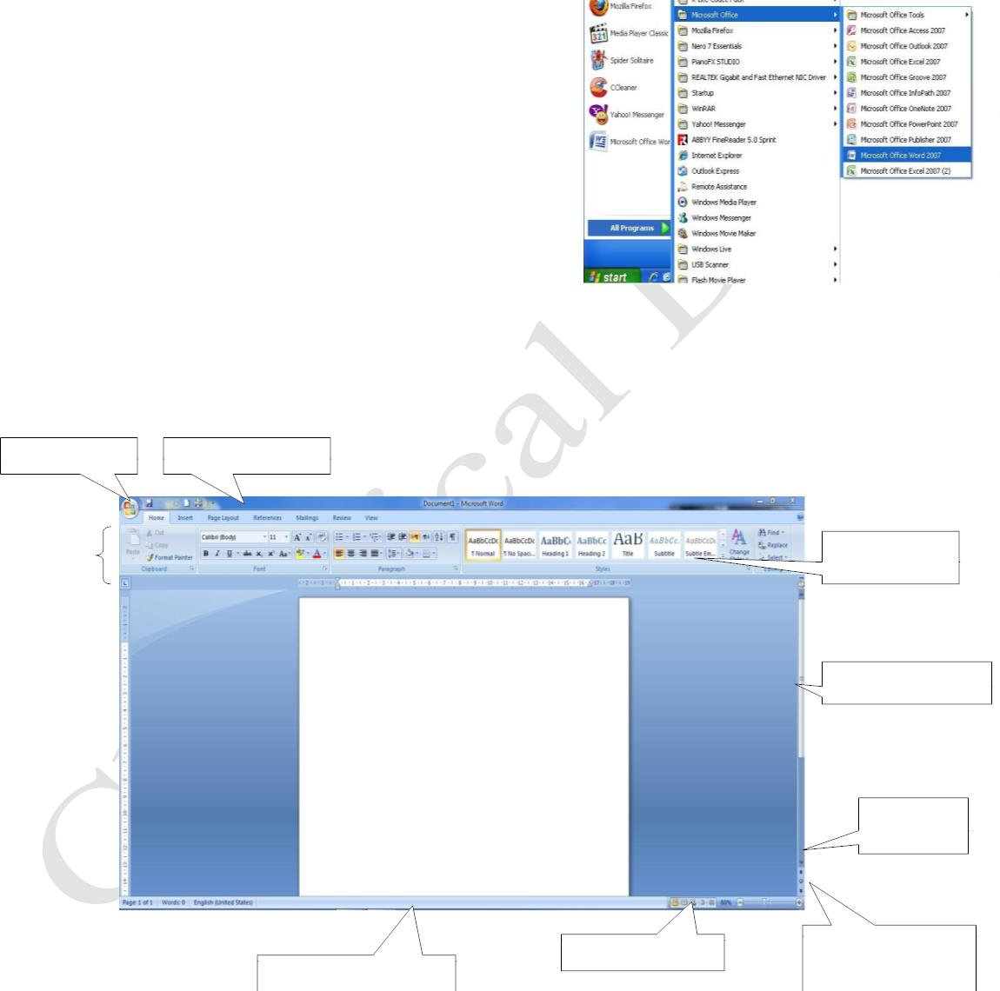 Mozilla Firefox
Media Player Classic
Spider Solitaire
CCleaner
Yahoo! Messenger
Microsoft Office Wor
All Programs
start
Microsoft Office
Mozilla Firefox
Nero 7 Essentials
PianoFX STUDIO
REALTEK Gigabit and Fast Ethernet NIC Driver
Startup
WinRAR
Yahoo! Messenger
ABBYY FineReader 5.0 Sprint
Internet Explorer
Outlook Express
Remote Assistance
Windows Media Player
Windows Messenger
Windows Movie Maker
Windows Live
USB Scanner
Flash Movie Player
Microsoft Office Tools
Microsoft Office Access 2007
Microsoft Office Outlook 2007
Microsoft Office Excel 2007
Microsoft Office Groove 2007
Microsoft Office InfoPath 2007
Microsoft Office OneNote 2007
Microsoft Office PowerPoint 2007
Microsoft Office Publisher 2007
Microsoft Office Word 2007
Microsoft Office Excel 2007 (2)
Document1 - Microsoft Word
Home Insert Page Layout References Mailings Review View
Cut
Copy
Paste
Format Painter
Clipboard
Calibri (Body) 11
Font
Paragraph
AaBbCcDc AaBbCcDc AaBbC AaBbCc AaB AaBbCc. AaBbCcDc
¶ Normal ¶ No Spaci... Heading 1 Heading 2 Title Subtitle Subtle Em...
Change
Styles
Find
Replace
Select
Page: 1 of 1 Words: 0 English (United States) 80%